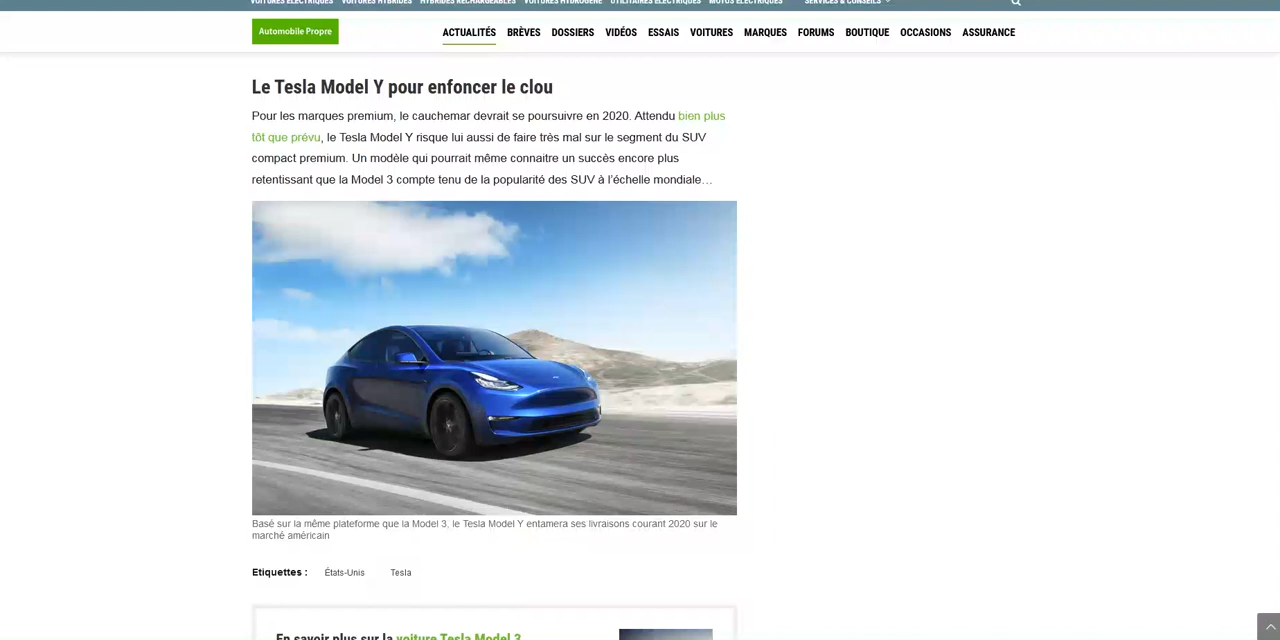 VOITURES ÉLECTRIQUES VOITURES HYBRIDES HYBRIDES RECHARGEABLES VOITURES HYDROGÈNE UTILITAIRES ÉLECTRIQUES MOTOS ÉLECTRIQUES SERVICES & CONSEILS
Automobile Propre
ACTUALITÉS BRÈVES DOSSIERS VIDÉOS ESSAIS VOITURES MARQUES FORUMS BOUTIQUE OCCASIONS ASSURANCE
Le Tesla Model Y pour enfoncer le clou
Pour les marques premium, le cauchemar devrait se poursuivre en 2020. Attendu bien plus
tôt que prévu, le Tesla Model Y risque lui aussi de faire très mal sur le segment du SUV
compact premium. Un modèle qui pourrait même connaitre un succès encore plus
retentissant que la Model 3 compte tenu de la popularité des SUV à l’échelle mondiale…
Basé sur la même plateforme que la Model 3, le Tesla Model Y entamera ses livraisons courant 2020 sur le
marché américain
Etiquettes : États-Unis Tesla
En savoir plus sur la voiture Tesla Model 3